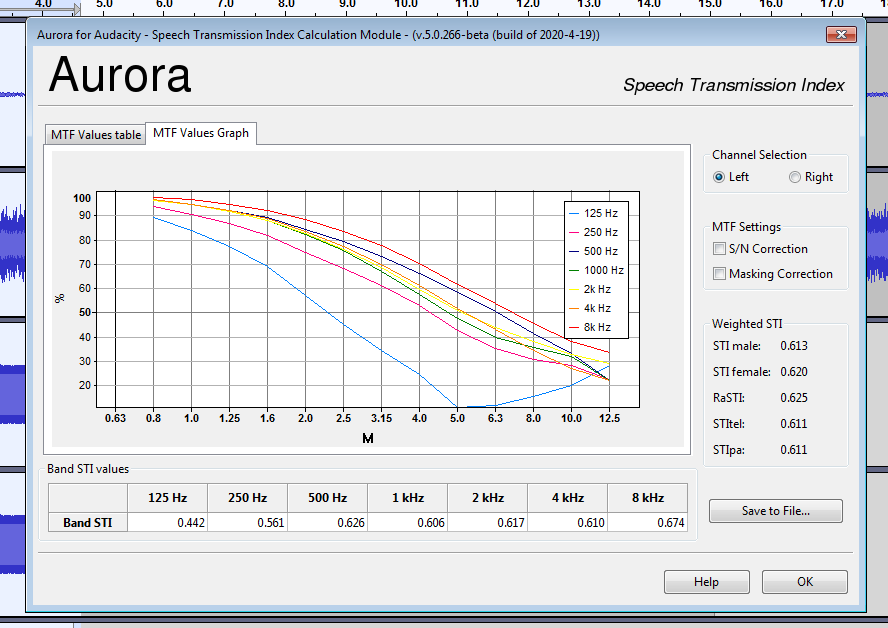 4.0 5.0 6.0 7.0 8.0 9.0 10.0 11.0 12.0 13.0 14.0 15.0 16.0 17.0
Aurora for Audacity - Speech Transmission Index Calculation Module - (v.5.0.266-beta (build of 2020-4-19))
Aurora
Speech Transmission Index
MTF Values table
MTF Values Graph
100
90
80
70
60
50
40
30
20
%
0.63 0.8 1.0 1.25 1.6 2.0 2.5 3.15 4.0 5.0 6.3 8.0 10.0 12.5
M
125 Hz
250 Hz
500 Hz
1000 Hz
2k Hz
4k Hz
8k Hz
Channel Selection
Left
Right
MTF Settings
S/N Correction
Masking Correction
Weighted STI
STI male: 0.613
STI female: 0.620
RaSTI: 0.625
STItel: 0.611
STIpa: 0.611
Band STI values
125 Hz 250 Hz 500 Hz 1 kHz 2 kHz 4 kHz 8 kHz
Band STI 0.442 0.561 0.626 0.606 0.617 0.610 0.674
Save to File...
Help
OK